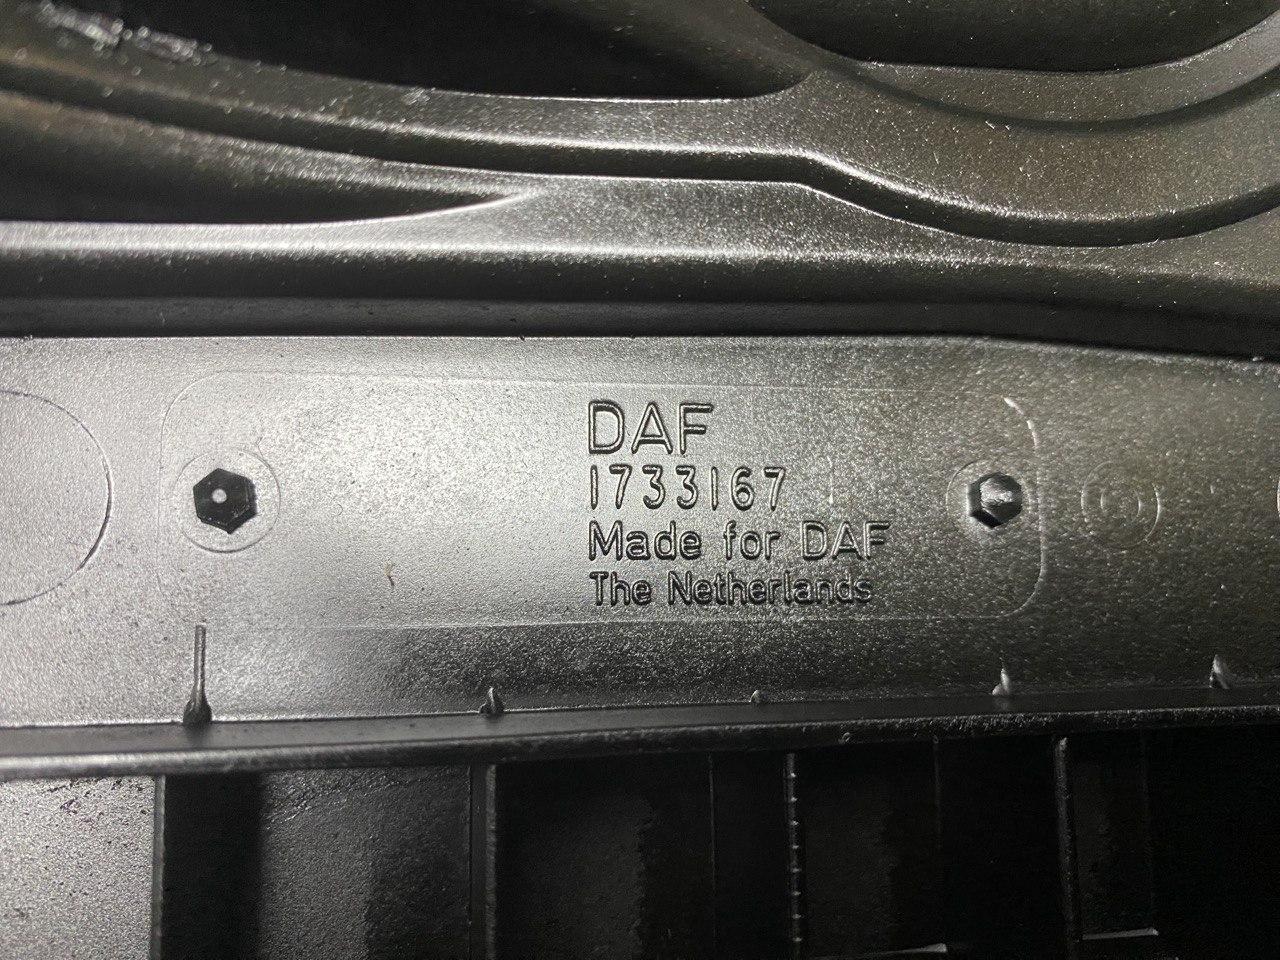 DAF
1733167
Made for DAF
The Netherlands